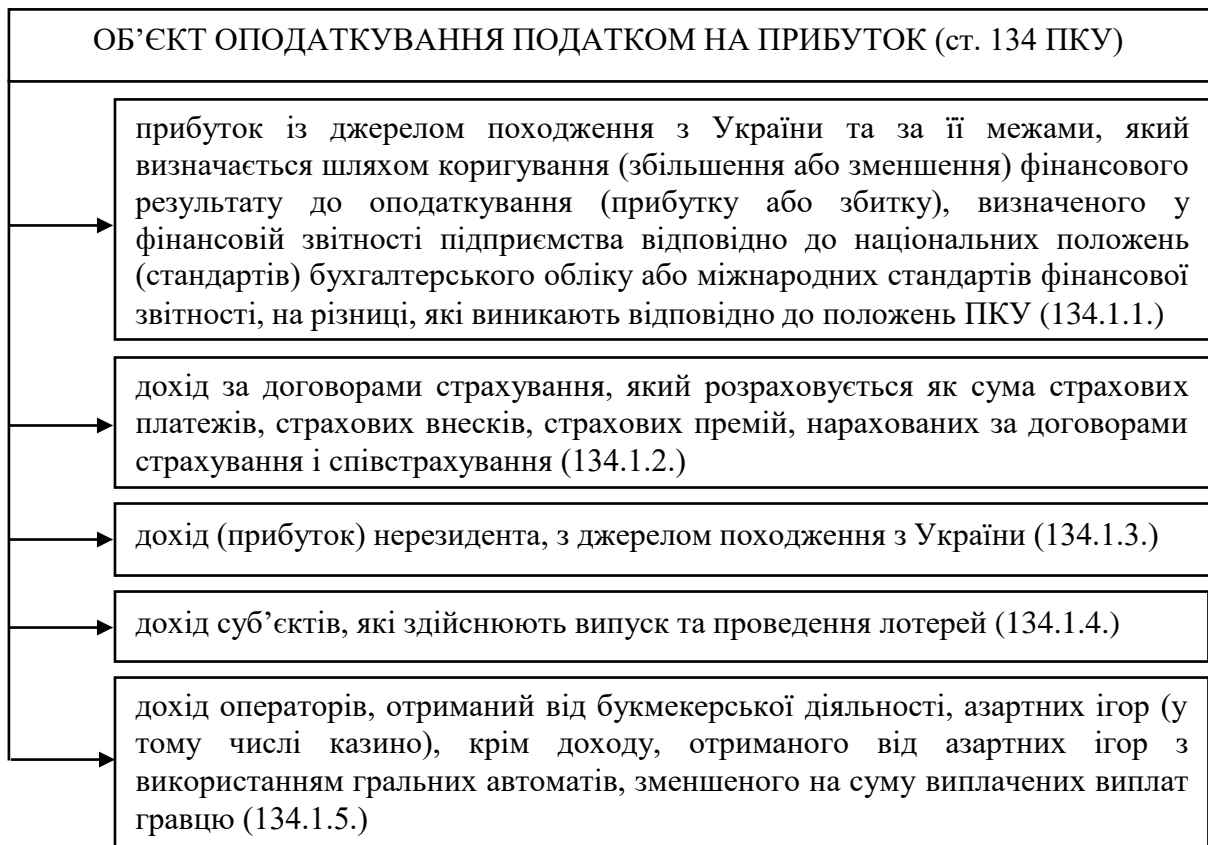 ОБ’ЄКТ ОПОДАТКУВАННЯ ПОДАТКОМ НА ПРИБУТОК (ст. 134 ПКУ)
прибуток із джерелом походження з України та за її межами, який
визначається шляхом коригування (збільшення або зменшення) фінансового
результату до оподаткування (прибутку або збитку), визначеного у
фінансовій звітності підприємства відповідно до національних положень
(стандартів) бухгалтерського обліку або міжнародних стандартів фінансової
звітності, на різниці, які виникають відповідно до положень ПКУ (134.1.1.)
дохід за договорами страхування, який розраховується як сума страхових
платежів, страхових внесків, страхових премій, нарахованих за договорами
страхування і співстрахування (134.1.2.)
дохід (прибуток) нерезидента, з джерелом походження з України (134.1.3.)
дохід суб’єктів, які здійснюють випуск та проведення лотерей (134.1.4.)
дохід операторів, отриманий від букмекерської діяльності, азартних ігор (у
тому числі казино), крім доходу, отриманого від азартних ігор з
використанням гральних автоматів, зменшеного на суму виплачених виплат
гравцю (134.1.5.)